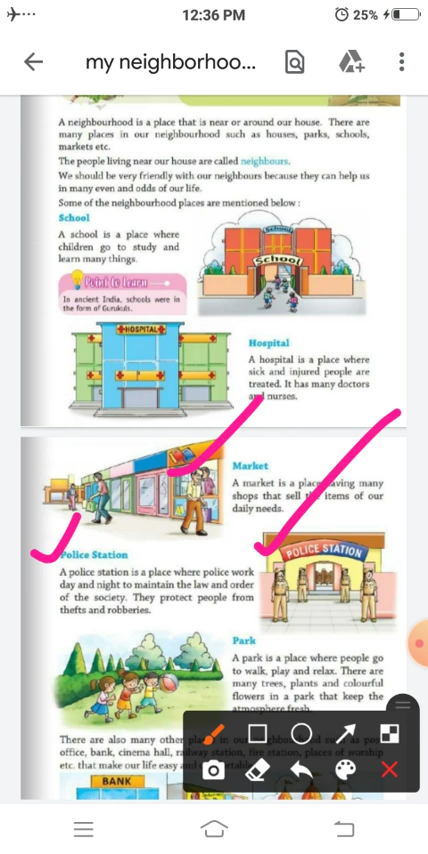 12:36 PM
25%
my neighborhoo...
A neighbourhood is a place that is near or around our house. There are
many places in our neighbourhood such as houses, parks, schools,
markets etc.
The people living near our house are called neighbours.
We should be very friendly with our neighbours because they can help us
in many even and odds of our life.
Some of the neighbourhood places are mentioned below :
School
A school is a place where
children go to study and
learn many things.
School
Point to Learn
In ancient India, schools were in
the form of Gurukuls.
HOSPITAL
Hospital
A hospital is a place where
sick and injured people are
treated. It has many doctors
and nurses.
Market
A market is a place having many
shops that sell the items of our
daily needs.
Police Station
A police station is a place where police work
day and night to maintain the law and order
of the society. They protect people from
thefts and robberies.
POLICE STATION
Park
A park is a place where people go
to walk, play and relax. There are
many trees, plants and colourful
flowers in a park that keep the
atmosphere fresh.
There are also many other
office, bank, cinema hall, railway station, fire station, places of worship
etc. that make our life easy
BANK